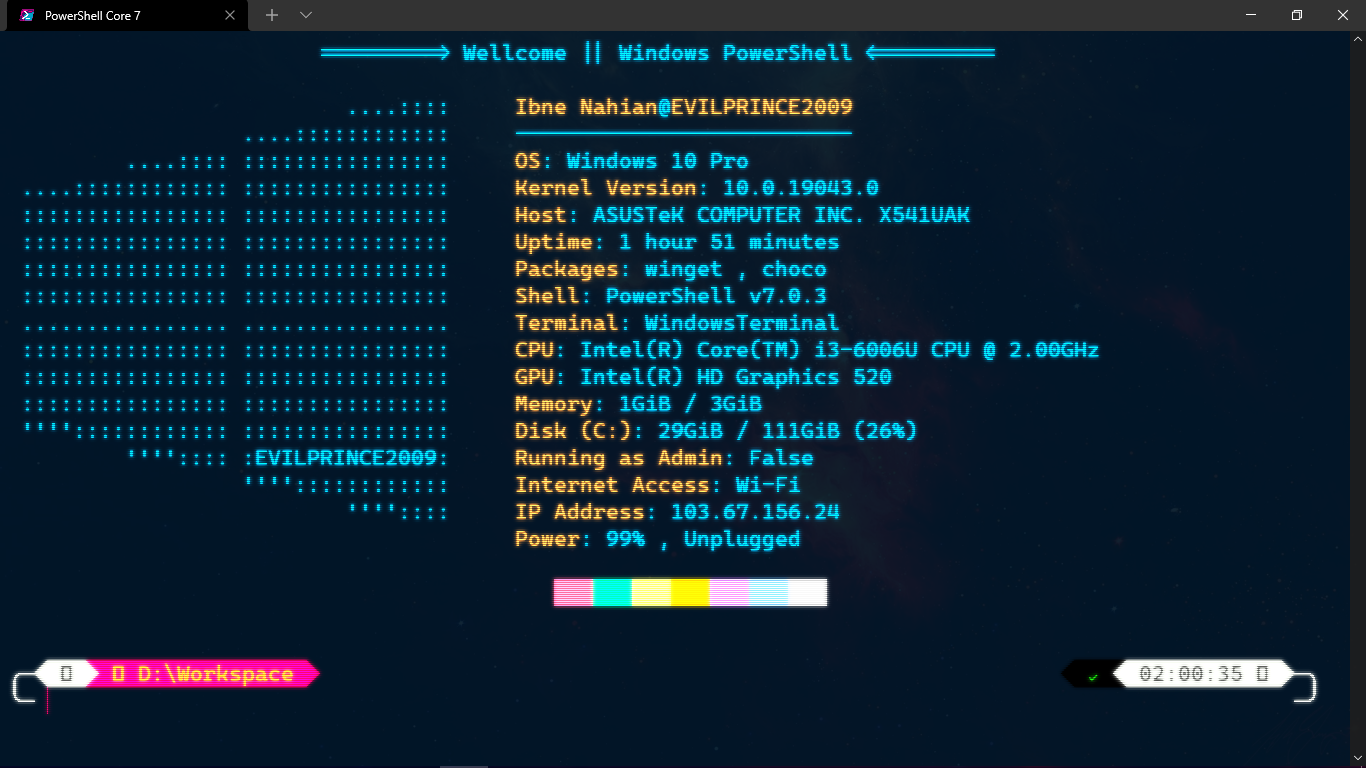 PowerShell Core 7
Wellcome || Windows PowerShell
Ibne Nahian@EVILPRINCE2009
OS: Windows 10 Pro
Kernel Version: 10.0.19043.0
Host: ASUSTeK COMPUTER INC. X541UAK
Uptime: 1 hour 51 minutes
Packages: winget , choco
Shell: PowerShell v7.0.3
Terminal: WindowsTerminal
CPU: Intel(R) Core(TM) i3-6006U CPU @ 2.00GHz
GPU: Intel(R) HD Graphics 520
Memory: 1GiB / 3GiB
Disk (C:): 29GiB / 111GiB (26%)
:EVILPRINCE2009:
Running as Admin: False
Internet Access: Wi-Fi
IP Address: 103.67.156.24
Power: 99% , Unplugged
D:\Workspace
02:00:35